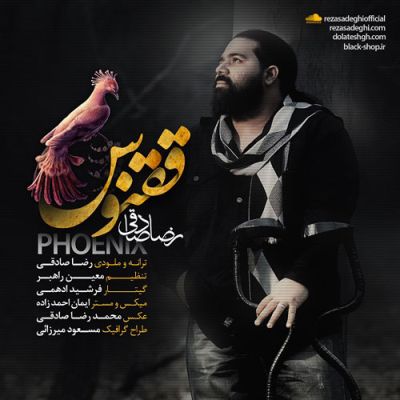 rezasadeghiofficial
rezasadeghi.com
dolateshgh.com
black-shop.ir
ققنوس
رضا صادقی
PHOENIX
ترانه و ملودی رضا صادقی
تنظیم معین راهبر
گیتار فرشید ادهمی
میکس و مستر ایمان احمدزاده
عکس محمدرضا صادقی
طراح گرافیک مسعود میرزائی